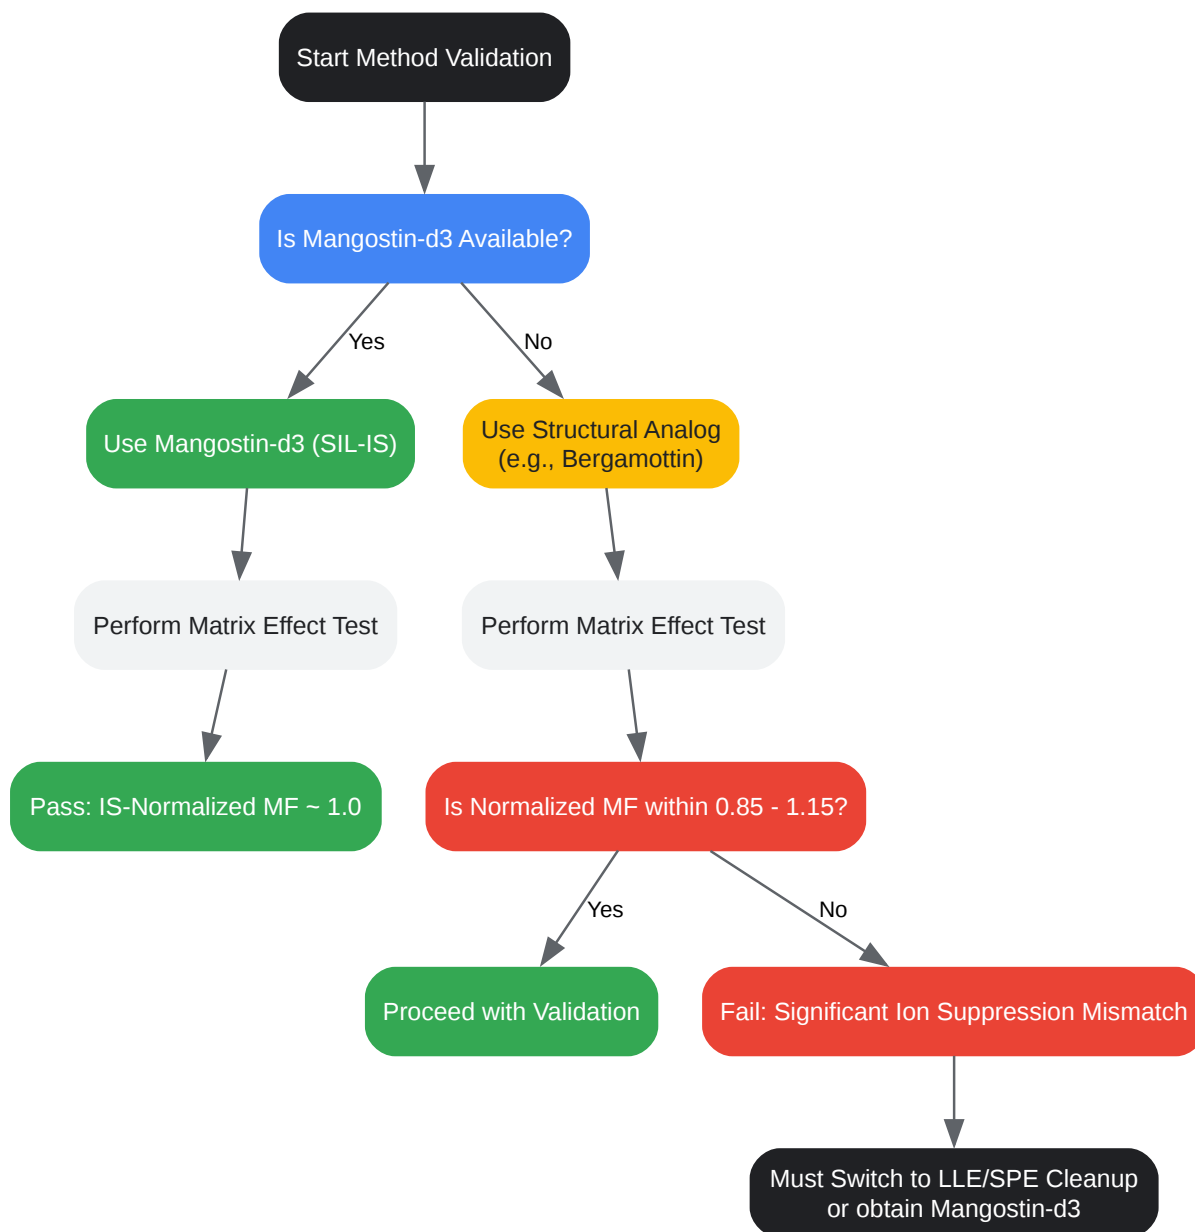 Start Method Validation
Is Mangostin-d3 Available?
Yes
No
Use Mangostin-d3 (SIL-IS)
Use Structural Analog
(e.g., Bergamottin)
Perform Matrix Effect Test
Perform Matrix Effect Test
Pass: IS-Normalized MF ~ 1.0
Is Normalized MF within 0.85 - 1.15?
Yes
No
Proceed with Validation
Fail: Significant Ion Suppression Mismatch
Must Switch to LLE/SPE Cleanup
or obtain Mangostin-d3